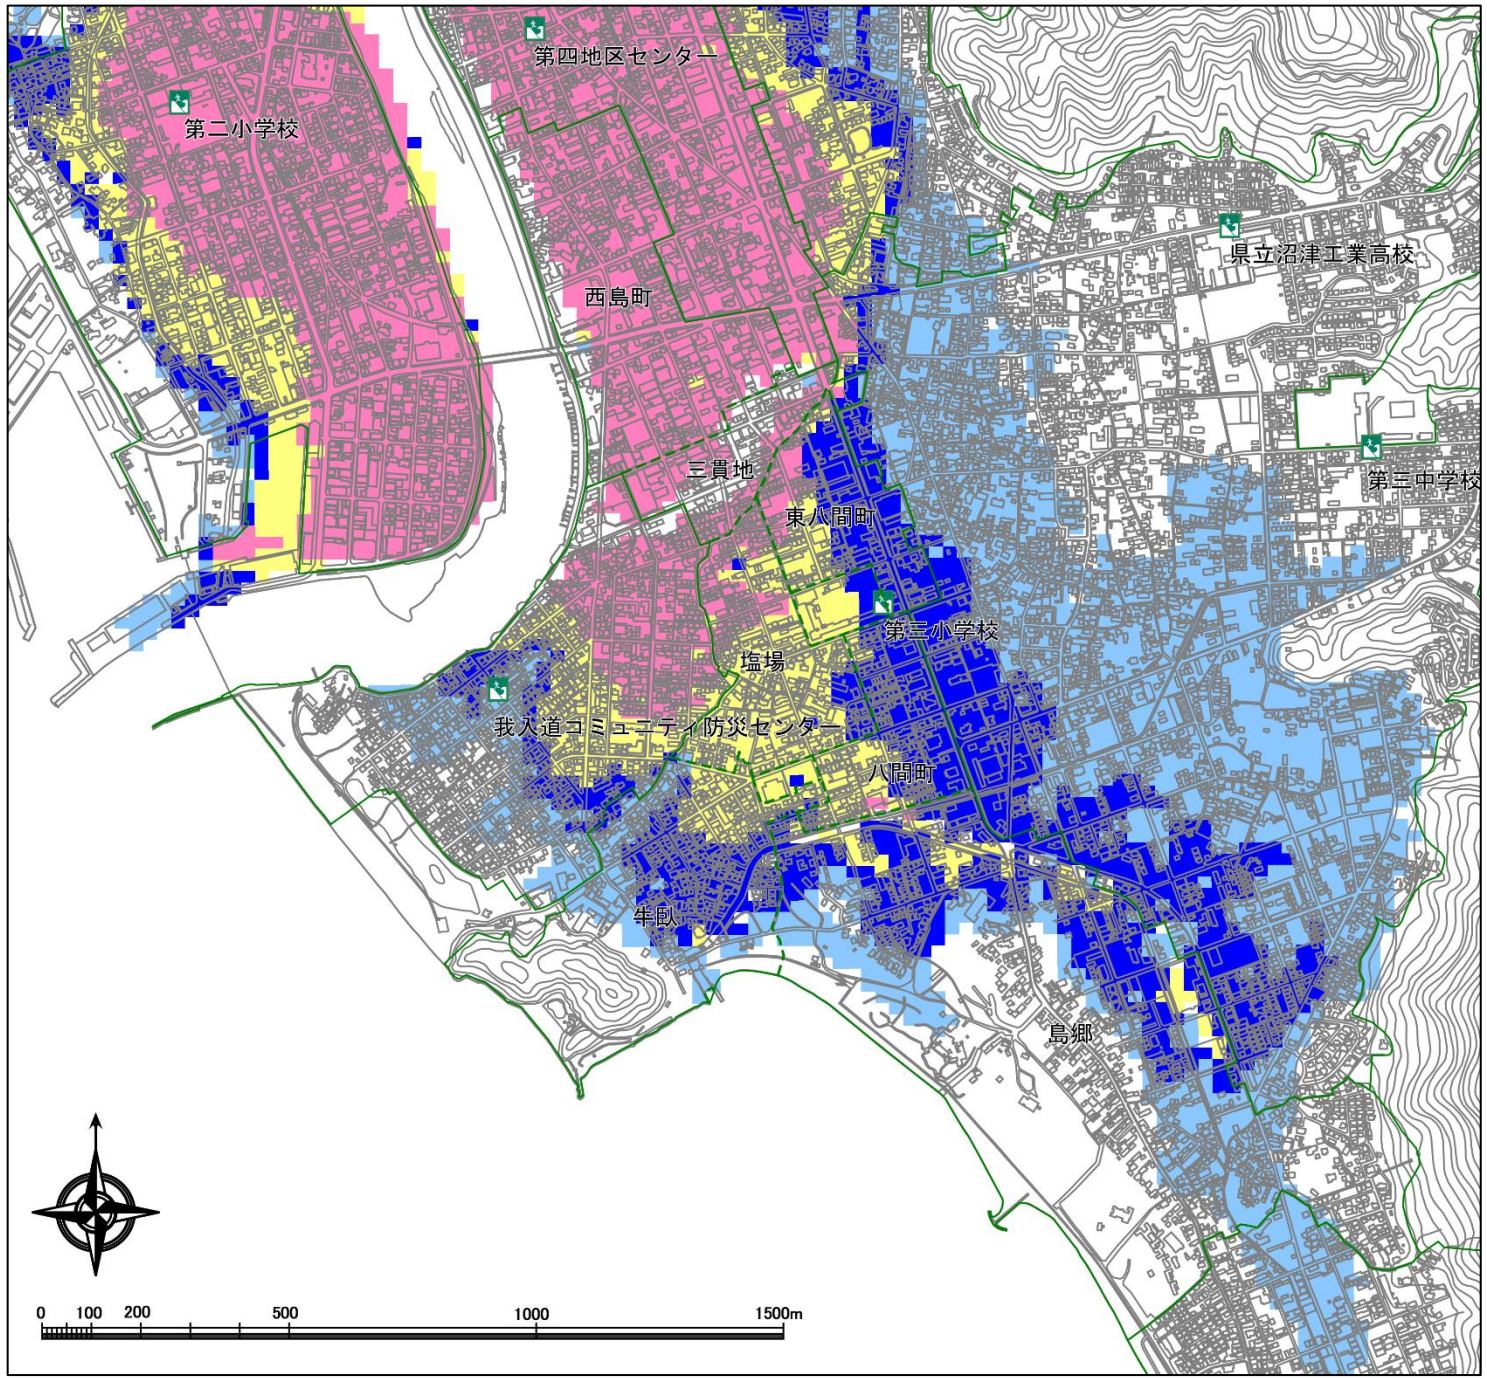 第四地区センター
第二小学校
県立沼津工業高校
西島町
三貫地
第三中学校
東八間町
第三小学校
塩場
我入道コミュニティ防災センター
八間町
牛臥
島郷
0 100 200 500 1000 1500m